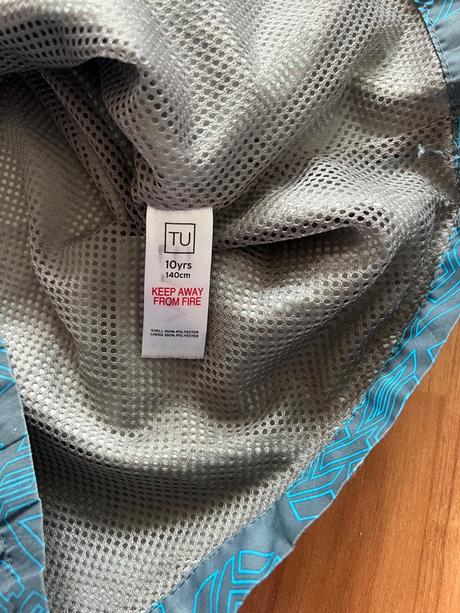 TU
10yrs
140cm
KEEP AWAY
FROM FIRE
SHELL 100% POLYESTER
LINING 100% POLYESTER